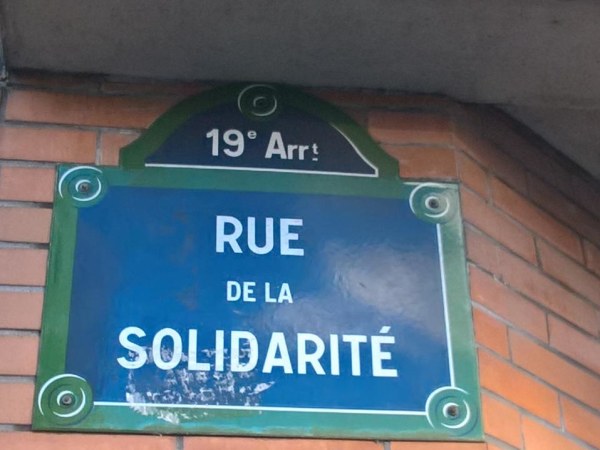 19e Arrt
RUE
DE LA
SOLIDARITÉ